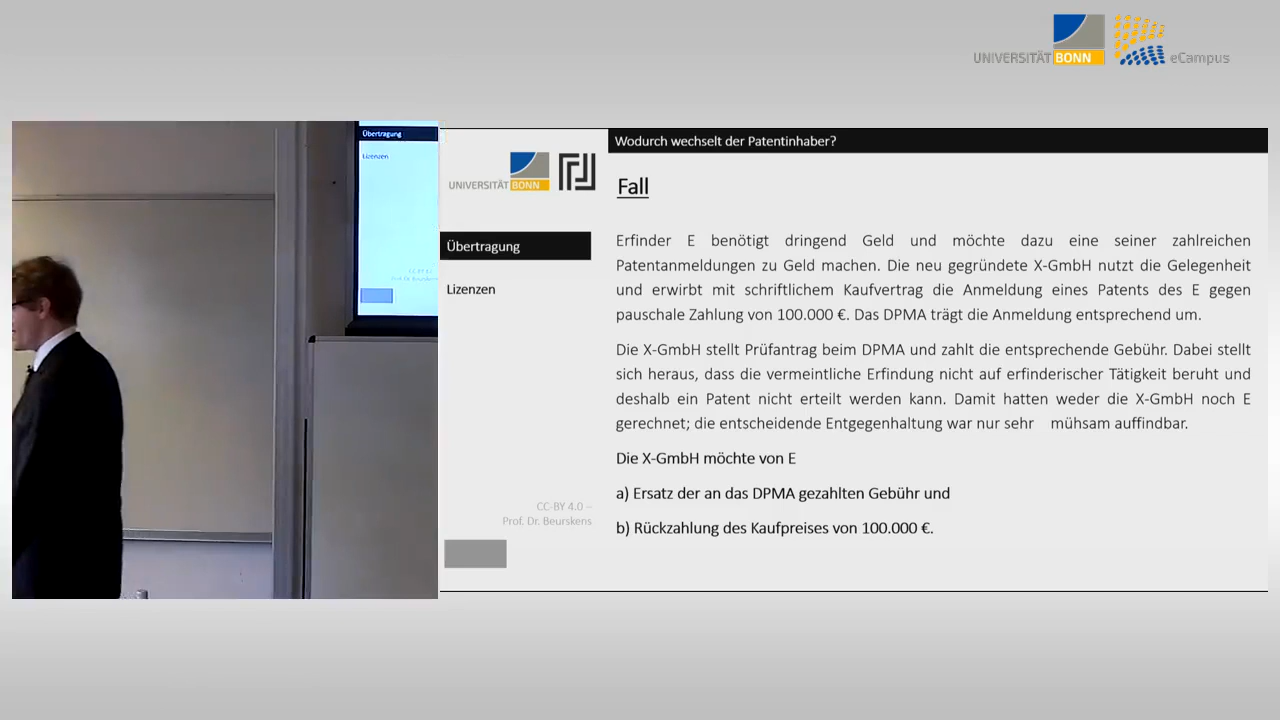 UNIVERSITÄT BONN
eCampus
Übertragung
Lizenzen
Wodurch wechselt der Patentinhaber?
UNIVERSITÄT BONN
Übertragung
Lizenzen
CC-BY 4.0 –
Prof. Dr. Beurskens
Fall
Erfinder E benötigt dringend Geld und möchte dazu eine seiner zahlreichen
Patentanmeldungen zu Geld machen. Die neu gegründete X-GmbH nutzt die Gelegenheit
und erwirbt mit schriftlichem Kaufvertrag die Anmeldung eines Patents des E gegen
pauschale Zahlung von 100.000 €. Das DPMA trägt die Anmeldung entsprechend um.
Die X-GmbH stellt Prüfantrag beim DPMA und zahlt die entsprechende Gebühr. Dabei stellt
sich heraus, dass die vermeintliche Erfindung nicht auf erfinderischer Tätigkeit beruht und
deshalb ein Patent nicht erteilt werden kann. Damit hatten weder die X-GmbH noch E
gerechnet; die entscheidende Entgegenhaltung war nur sehr mühsam auffindbar.
Die X-GmbH möchte von E
a) Ersatz der an das DPMA gezahlten Gebühr und
b) Rückzahlung des Kaufpreises von 100.000 €.